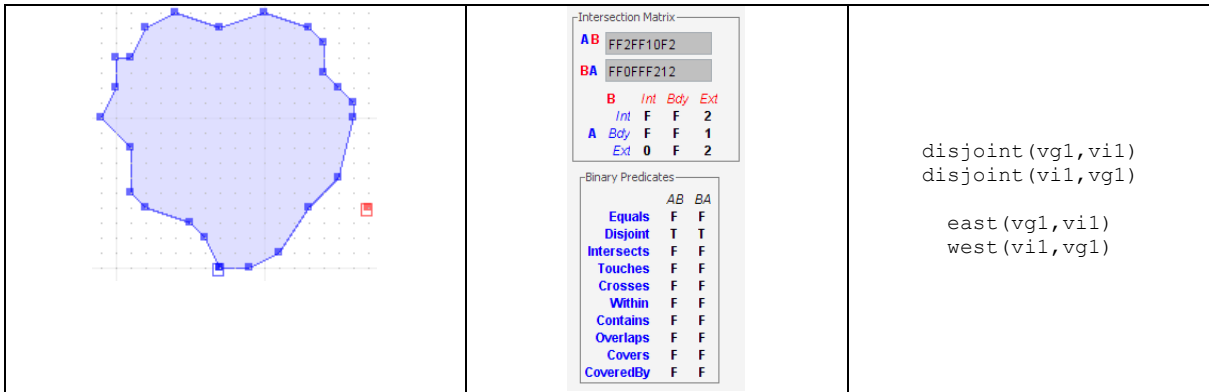 Intersection Matrix
AB FF2FF10F2
BA FF0FFF212
B Int Bdy Ext
Int F F 2
A Bdy F F 1
Ext 0 F 2
Binary Predicates
AB BA
Equals F F
Disjoint T T
Intersects F F
Touches F F
Crosses F F
Within F F
Contains F F
Overlaps F F
Covers F F
CoveredBy F F
disjoint(vg1,vi1)
disjoint(vi1,vg1)
east(vg1,vi1)
west(vi1,vg1)